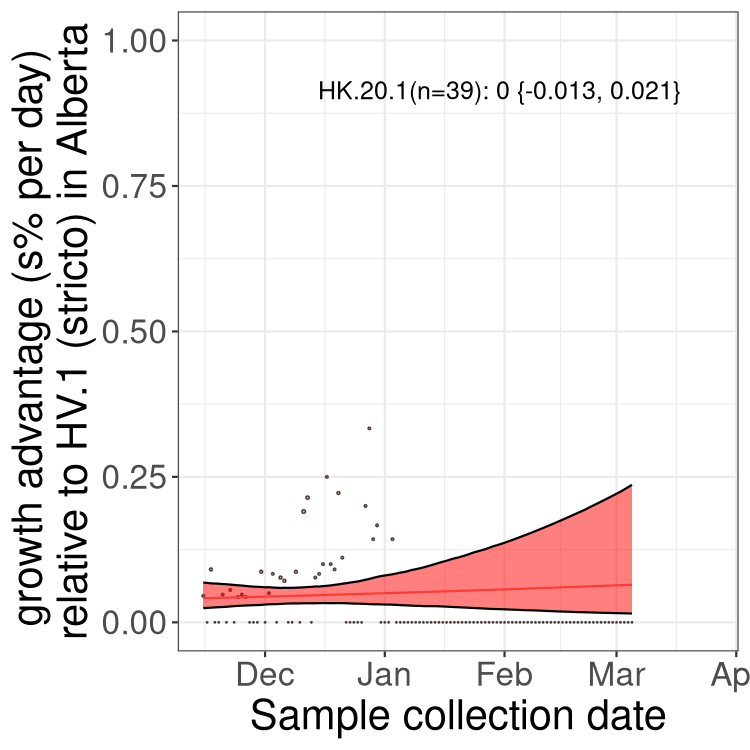 growth advantage (s% per day)
relative to HV.1 (stricto) in Alberta
1.00
0.75
0.50
0.25
0.00
HK.20.1(n=39): 0 {-0.013, 0.021}
Dec Jan Feb Mar Ap
Sample collection date